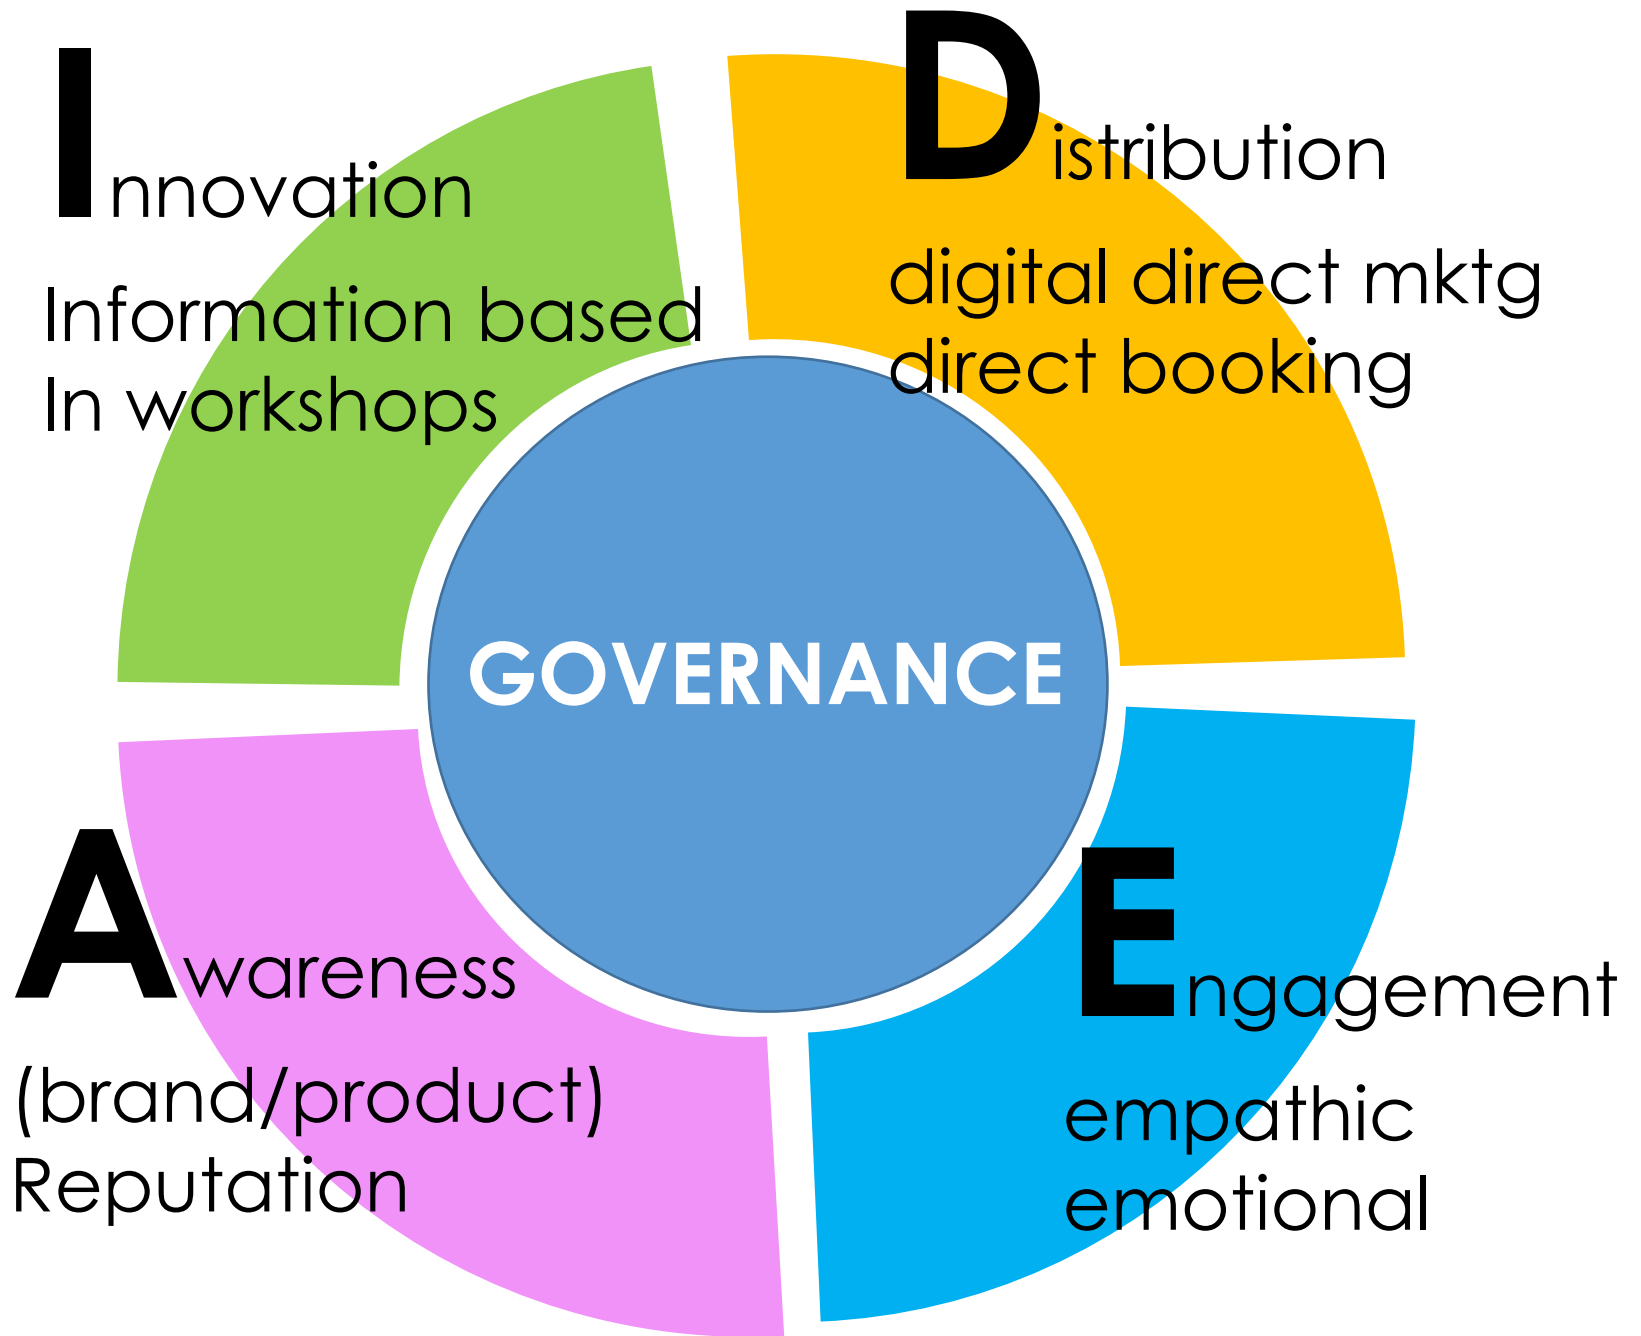 Innovation
Information based
In workshops
Distribution
digital direct mktg
direct booking
GOVERNANCE
Awareness
(brand/product)
Reputation
Engagement
empathic
emotional